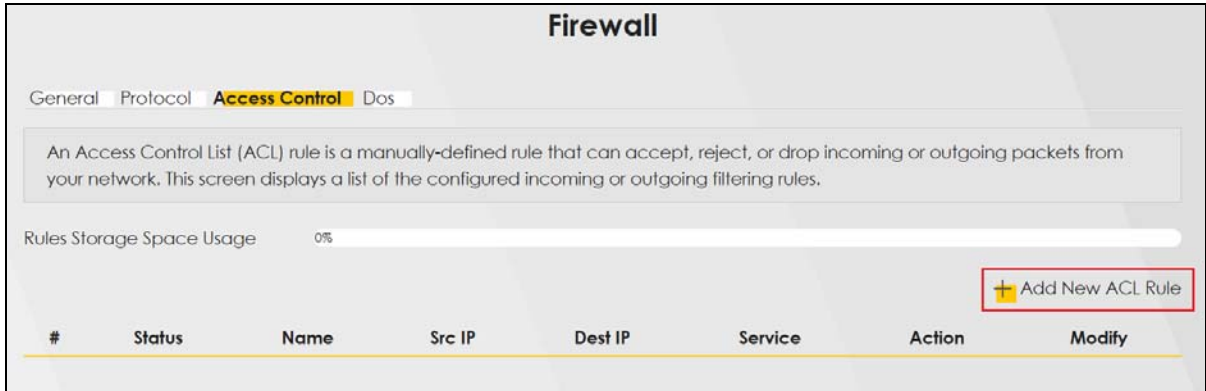 Firewall
General Protocol Access Control Dos
An Access Control List (ACL) rule is a manually-defined rule that can accept, reject, or drop incoming or outgoing packets from
your network. This screen displays a list of the configured incoming or outgoing filtering rules.
Rules Storage Space Usage 0%
+ Add New ACL Rule
# Status Name Src IP Dest IP Service Action Modify